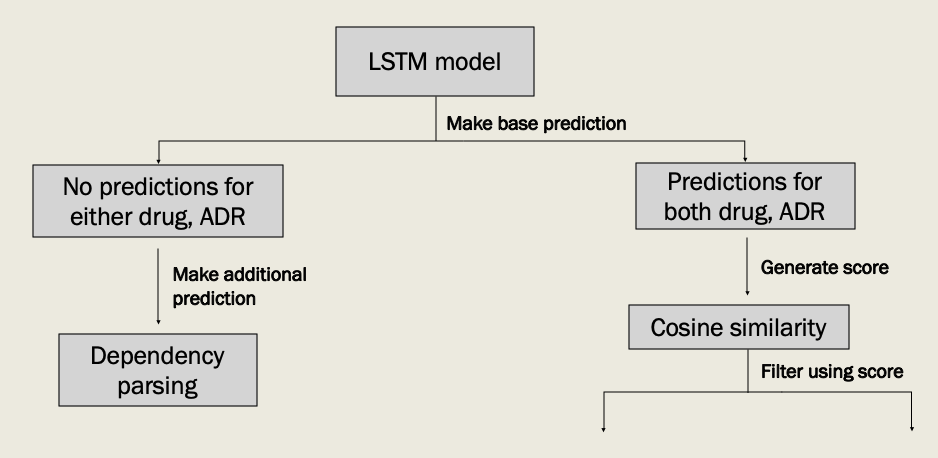 LSTM model
Make base prediction
No predictions for
either drug, ADR
Predictions for
both drug, ADR
Make additional
prediction
Generate score
Dependency
parsing
Cosine similarity
Filter using score